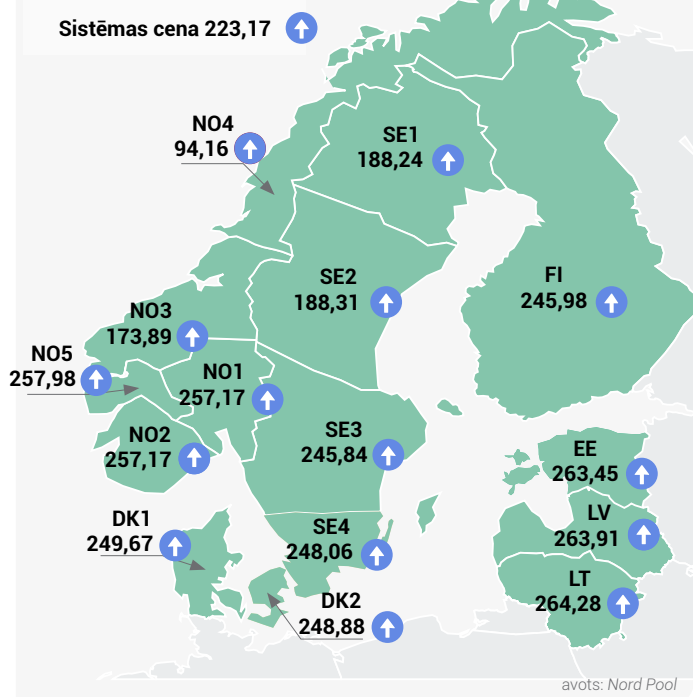 Sistēmas cena 223,17
NO4
94,16
SE1
188,24
SE2
188,31
FI
245,98
NO3
173,89
NO5
257,98
NO1
257,17
NO2
257,17
SE3
245,84
EE
263,45
DK1
249,67
SE4
248,06
LV
263,91
LT
264,28
DK2
248,88
avots: Nord Pool